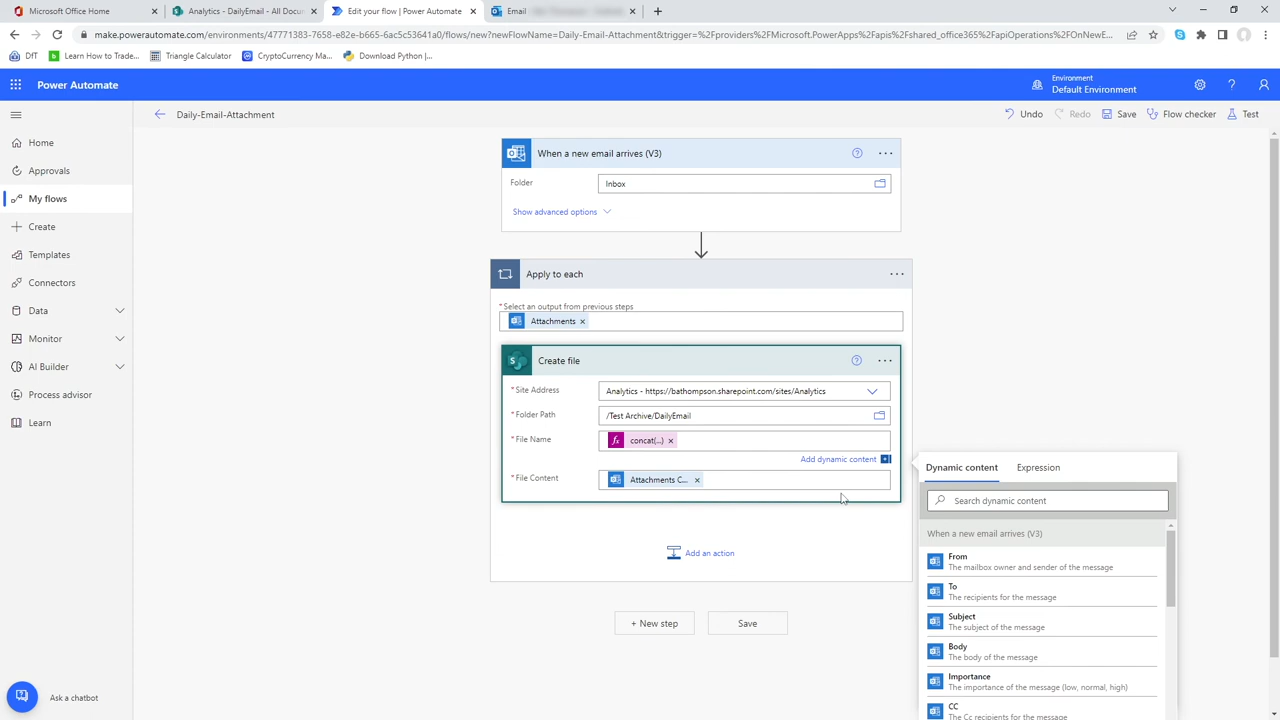 Microsoft Office Home
Analytics - DailyEmail - All Docu
Edit your flow | Power Automate
Email
make.powerautomate.com/environments/47771383-7658-e82e-b665-6ac5c53641a0/flows/new?newFlowName=Daily-Email-Attachment&trigger=%2Fproviders%2FMicrosoft.PowerApps%2Fapis%2Fshared_office365%2FapiOperations%2FOnNewE...
DfT
Learn How to Trade...
Triangle Calculator
CryptoCurrency Ma...
Download Python |...
Power Automate
Environment
Default Environment
Daily-Email-Attachment
Undo
Redo
Save
Flow checker
Test
Home
Approvals
My flows
Create
Templates
Connectors
Data
Monitor
AI Builder
Process advisor
Learn
Ask a chatbot
When a new email arrives (V3)
Folder
Inbox
Show advanced options
Apply to each
*Select an output from previous steps
Attachments
Create file
*Site Address
Analytics - https://bathompson.sharepoint.com/sites/Analytics
*Folder Path
/Test Archive/DailyEmail
*File Name
fx concat(...)
Add dynamic content
*File Content
Attachments C...
Add an action
+ New step
Save
Dynamic content
Expression
Search dynamic content
When a new email arrives (V3)
From
The mailbox owner and sender of the message
To
The recipients for the message
Subject
The subject of the message
Body
The body of the message
Importance
The importance of the message (low, normal, high)
CC
The Cc recipients for the message